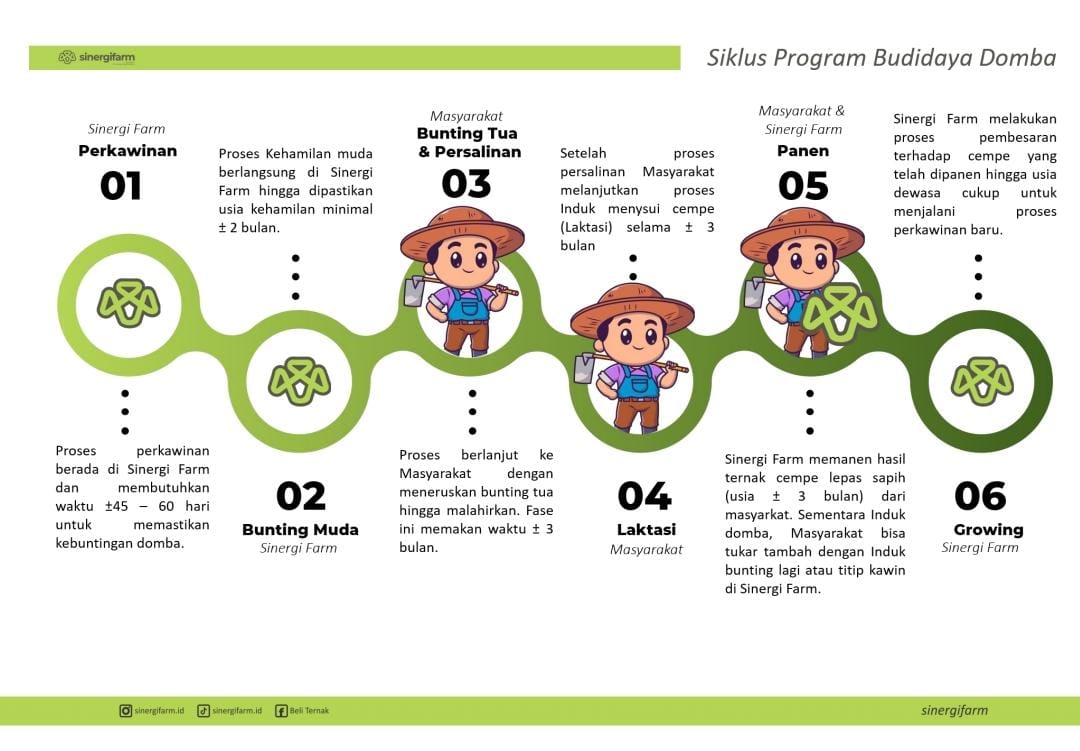 sinergifarm
Siklus Program Budidaya Domba
Sinergi Farm
Perkawinan
01
Proses perkawinan
berada di Sinergi Farm
dan membutuhkan
waktu ±45 – 60 hari
untuk memastikan
kebuntingan domba.
Proses Kehamilan muda
berlangsung di Sinergi
Farm hingga dipastikan
usia kehamilan minimal
± 2 bulan.
02
Bunting Muda
Sinergi Farm
Masyarakat
Bunting Tua
& Persalinan
03
Proses berlanjut ke
Masyarakat dengan
meneruskan bunting tua
hingga malahirkan. Fase
ini memakan waktu ± 3
bulan.
Setelah proses
persalinan Masyarakat
melanjutkan proses
Induk menysui cempe
(Laktasi) selama ± 3
bulan
04
Laktasi
Masyarakat
Masyarakat &
Sinergi Farm
Panen
05
Sinergi Farm memanen hasil
ternak cempe lepas sapih
(usia ± 3 bulan) dari
masyarkat. Sementara Induk
domba, Masyarakat bisa
tukar tambah dengan Induk
bunting lagi atau titip kawin
di Sinergi Farm.
Sinergi Farm melakukan
proses pembesaran
terhadap cempe yang
telah dipanen hingga usia
dewasa cukup untuk
menjalani proses
perkawinan baru.
06
Growing
Sinergi Farm
sinergifarm.id
sinergifarm.id
Beli Ternak
sinergifarm